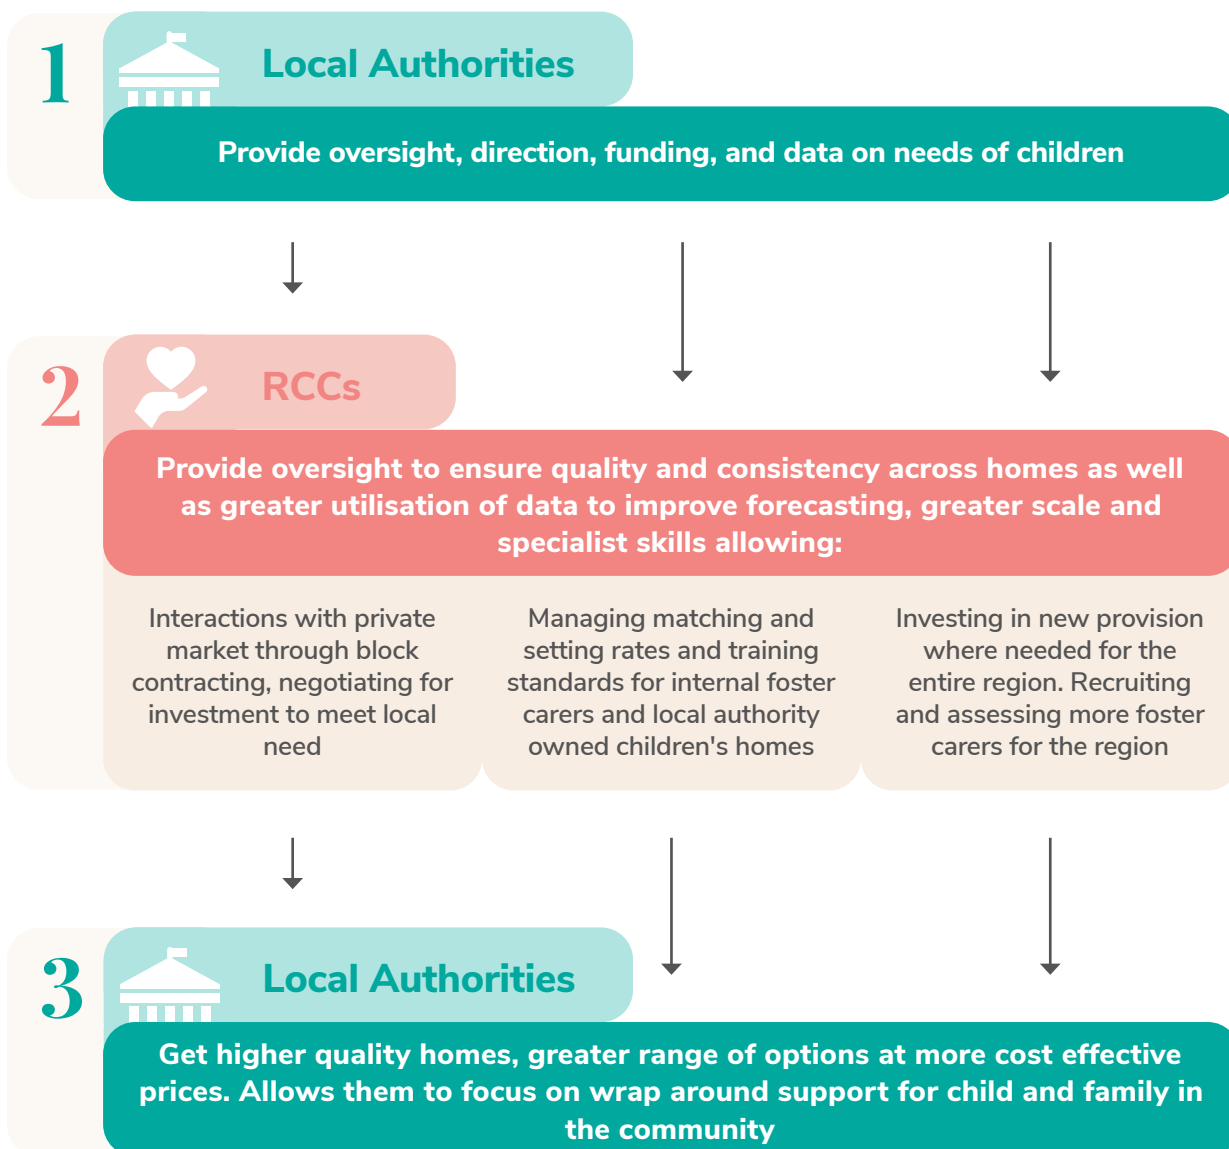 1
Local Authorities
Provide oversight, direction, funding, and data on needs of children
2
RCCs
Provide oversight to ensure quality and consistency across homes as well
as greater utilisation of data to improve forecasting, greater scale and
specialist skills allowing:
Interactions with private
market through block
contracting, negotiating for
investment to meet local
need
Managing matching and
setting rates and training
standards for internal foster
carers and local authority
owned children's homes
Investing in new provision
where needed for the
entire region. Recruiting
and assessing more foster
carers for the region
3
Local Authorities
Get higher quality homes, greater range of options at more cost effective
prices. Allows them to focus on wrap around support for child and family in
the community